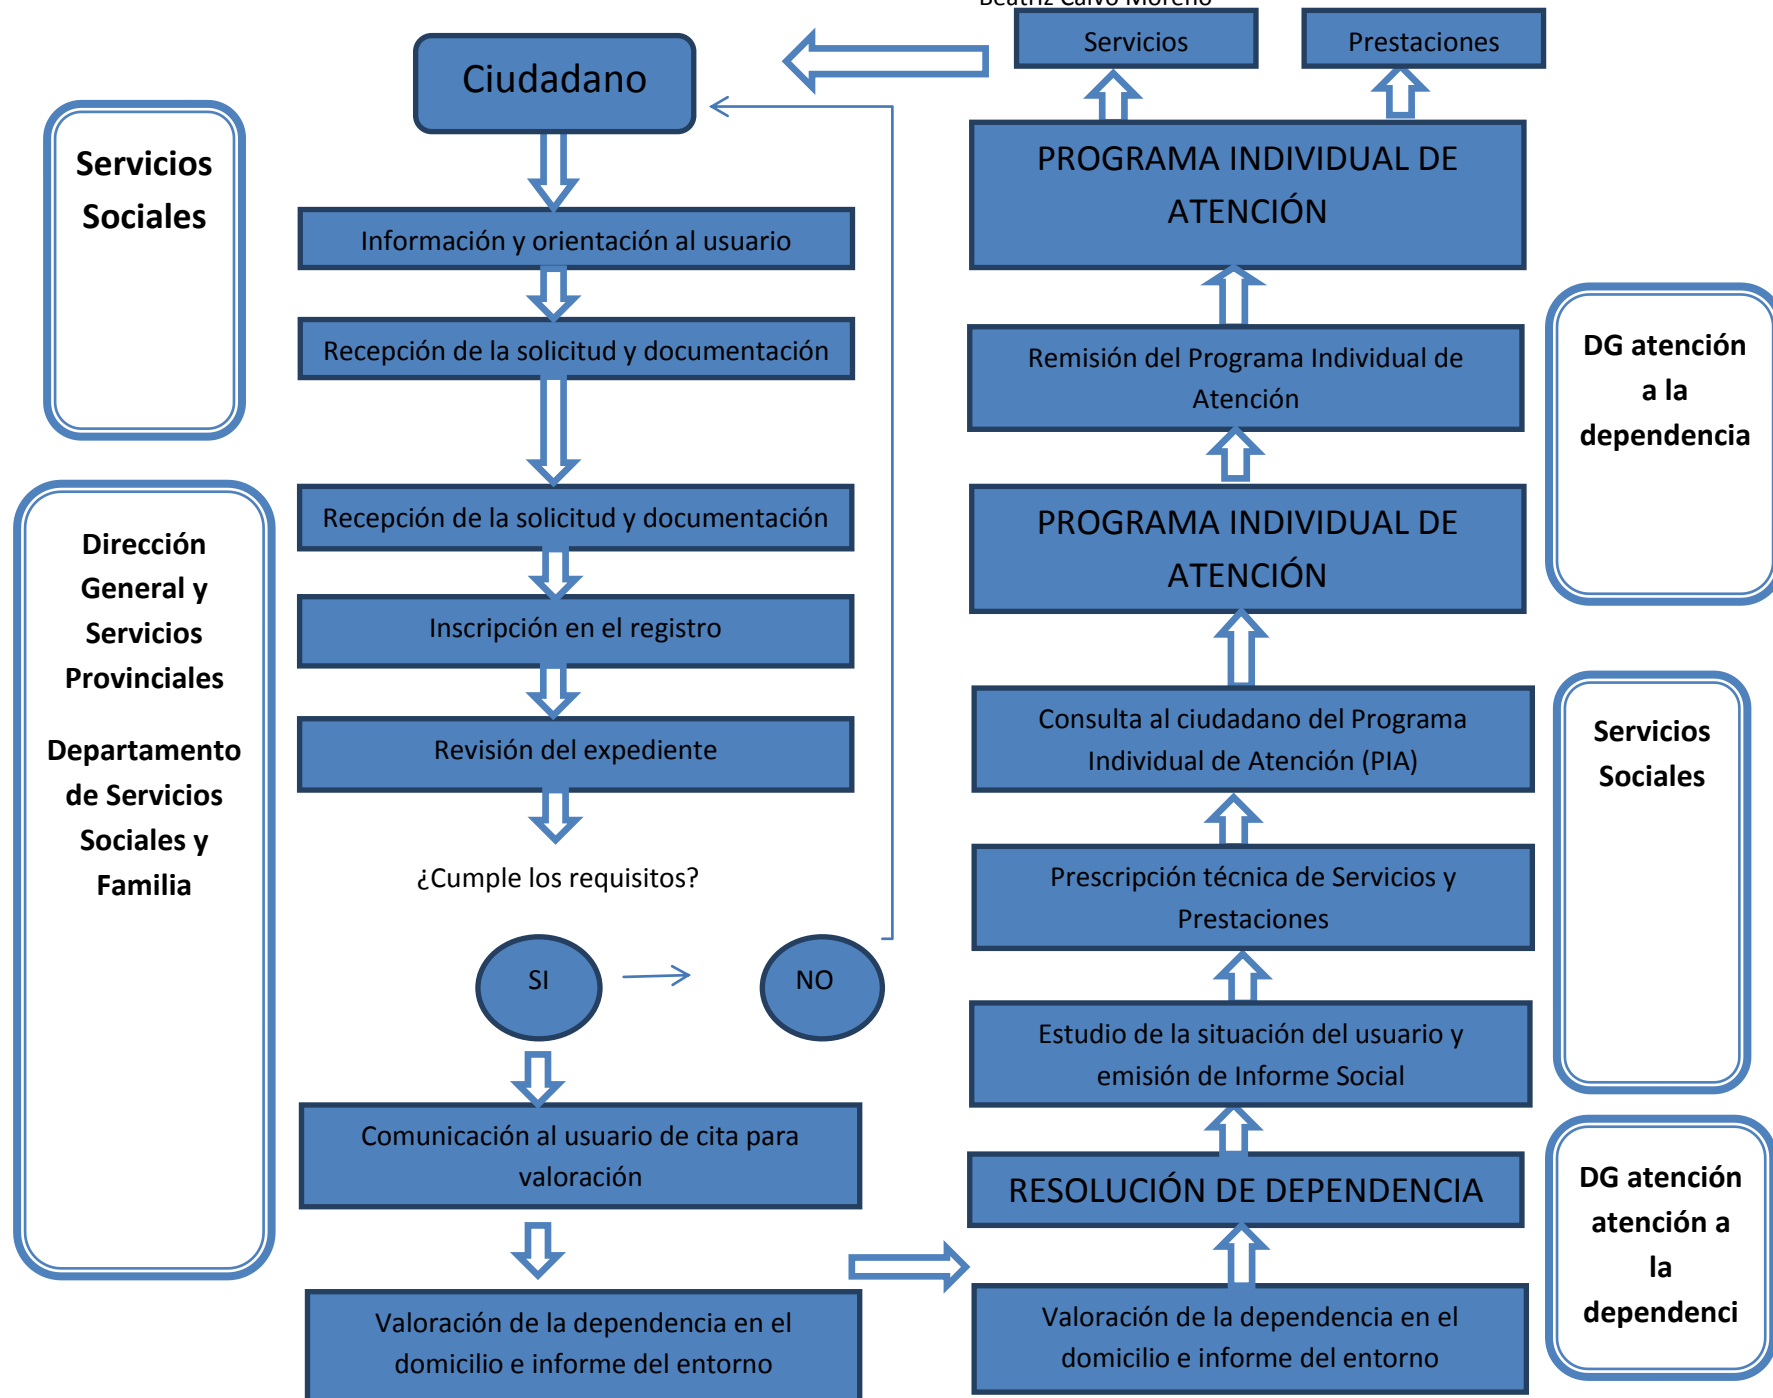 Beatriz Calvo Moreno
Ciudadano
Servicios
Prestaciones
Servicios
Sociales
Información y orientación al usuario
Recepción de la solicitud y documentación
Recepción de la solicitud y documentación
Inscripción en el registro
Revisión del expediente
¿Cumple los requisitos?
SI
NO
Comunicación al usuario de cita para
valoración
Valoración de la dependencia en el
domicilio e informe del entorno
Dirección
General y
Servicios
Provinciales
Departamento
de Servicios
Sociales y
Familia
PROGRAMA INDIVIDUAL DE
ATENCIÓN
Remisión del Programa Individual de
Atención
PROGRAMA INDIVIDUAL DE
ATENCIÓN
Consulta al ciudadano del Programa
Individual de Atención (PIA)
Prescripción técnica de Servicios y
Prestaciones
Estudio de la situación del usuario y
emisión de Informe Social
RESOLUCIÓN DE DEPENDENCIA
Valoración de la dependencia en el
domicilio e informe del entorno
DG atención
a la
dependencia
Servicios
Sociales
DG atención
atención a
la
dependenci